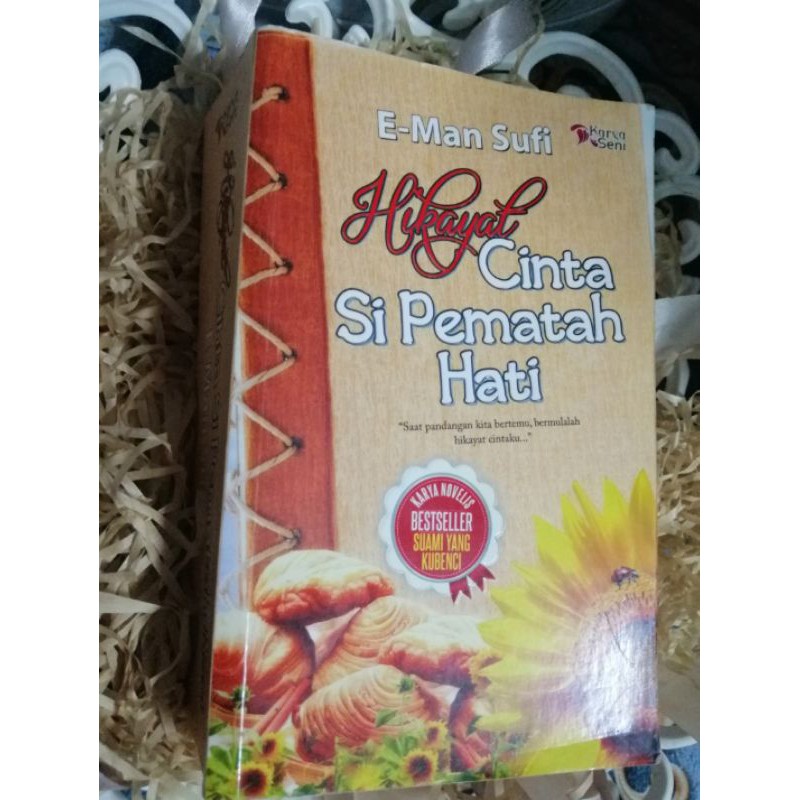 E-Man Sufi
Karya
Seni
Hikayat
Cinta
Si Pematah
Hati
"Saat pandangan kita bertemu, bermulalah
hikayat cintaku..."
KARYA NOVELIS
BESTSELLER
SUAMI YANG
KUBENCI